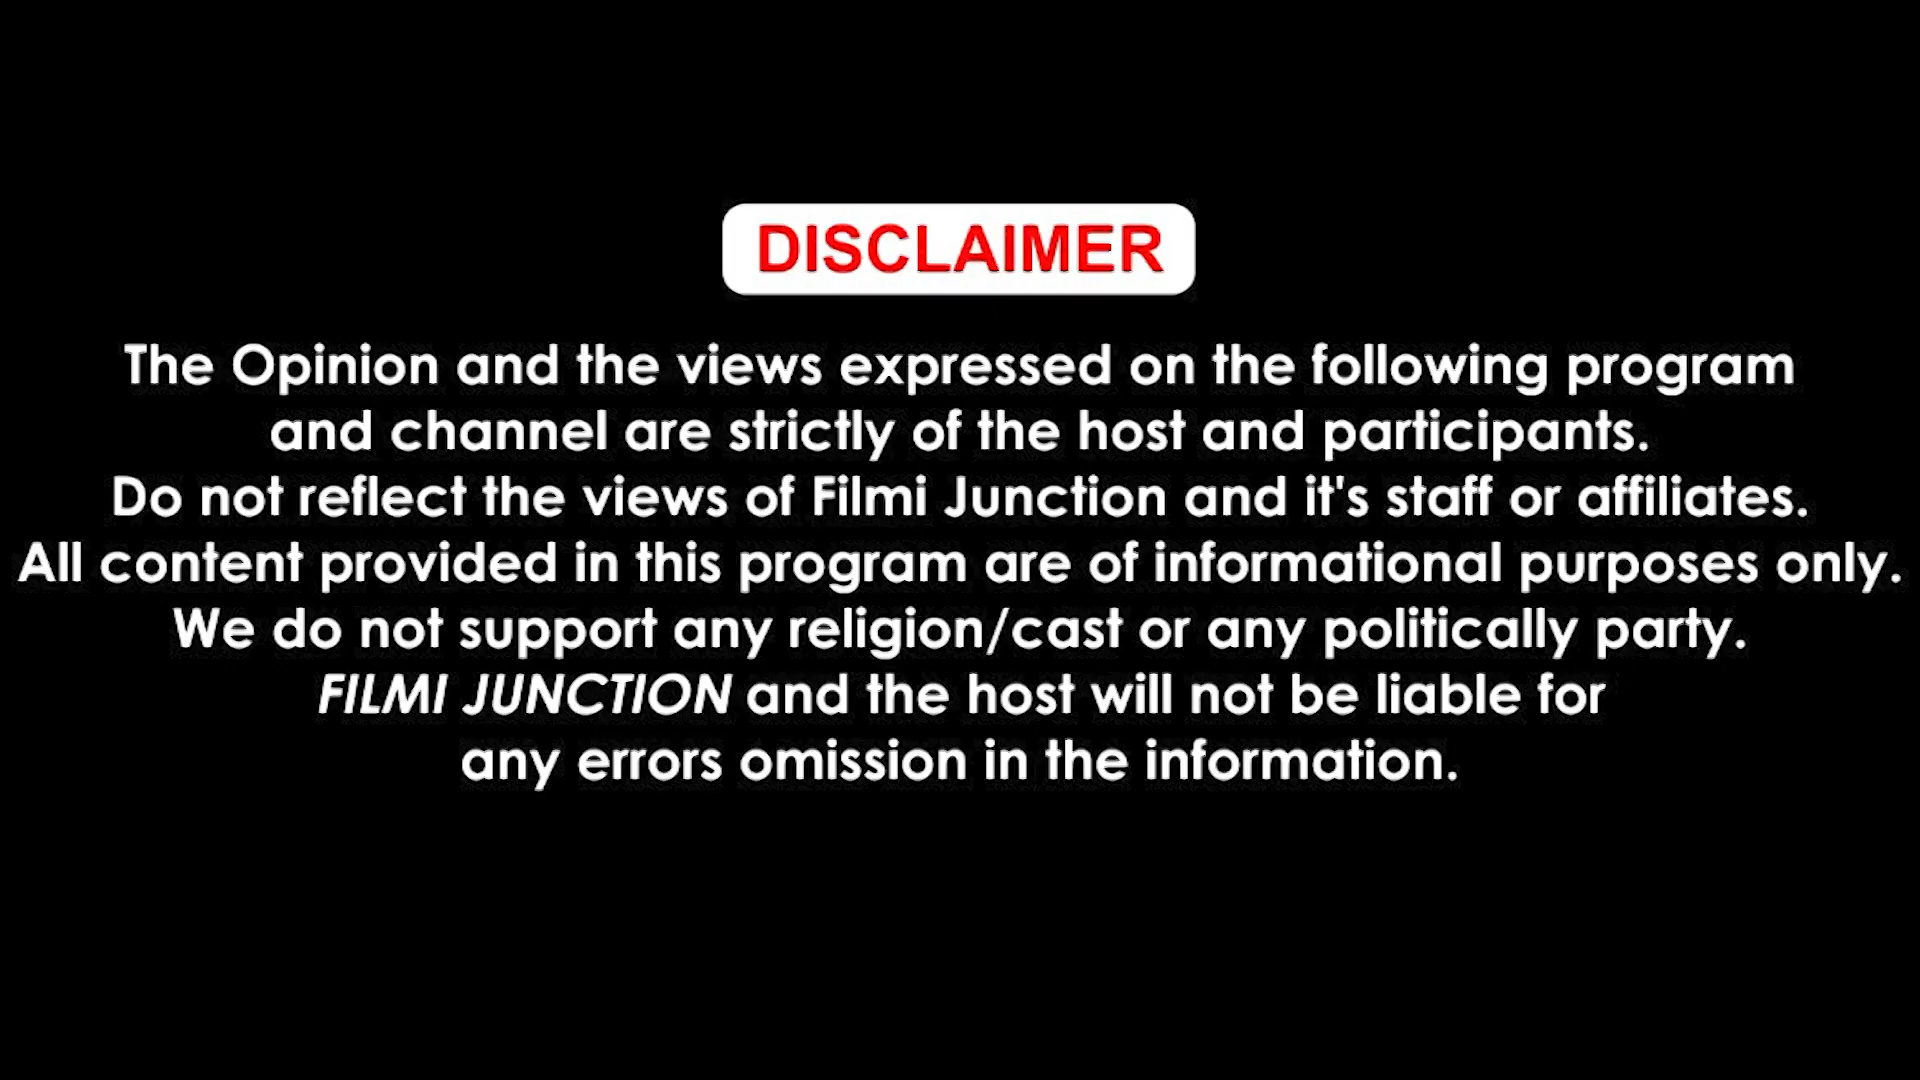 DISCLAIMER
The Opinion and the views expressed on the following program
and channel are strictly of the host and participants.
Do not reflect the views of Filmi Junction and it's staff or affiliates.
All content provided in this program are of informational purposes only.
We do not support any religion/cast or any politically party.
FILMI JUNCTION and the host will not be liable for
any errors omission in the information.